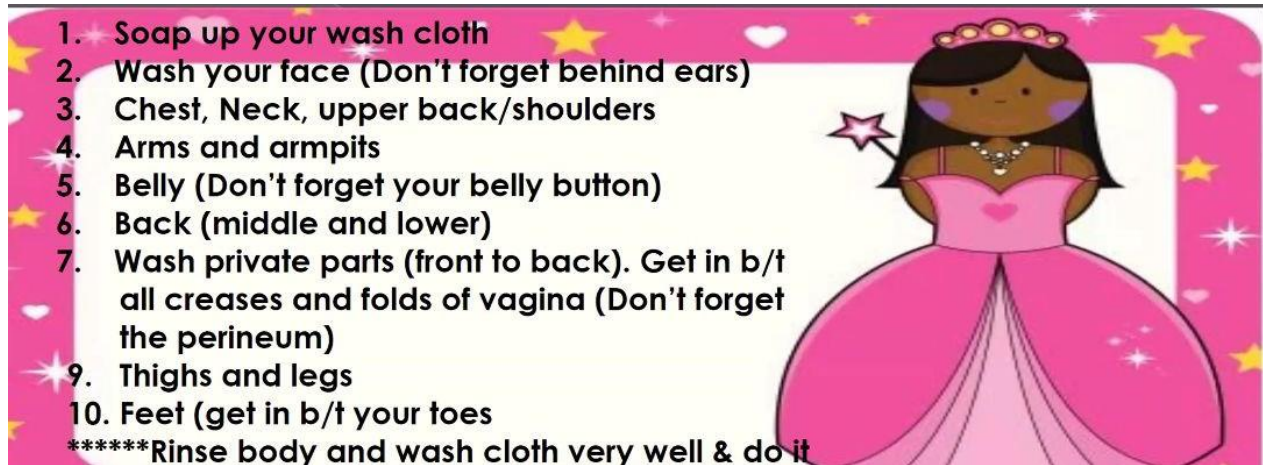 1. Soap up your wash cloth
2. Wash your face (Don't forget behind ears)
3. Chest, Neck, upper back/shoulders
4. Arms and armpits
5. Belly (Don't forget your belly button)
6. Back (middle and lower)
7. Wash private parts (front to back). Get in b/t
all creases and folds of vagina (Don't forget
the perineum)
9. Thighs and legs
10. Feet (get in b/t your toes
******Rinse body and wash cloth very well & do it